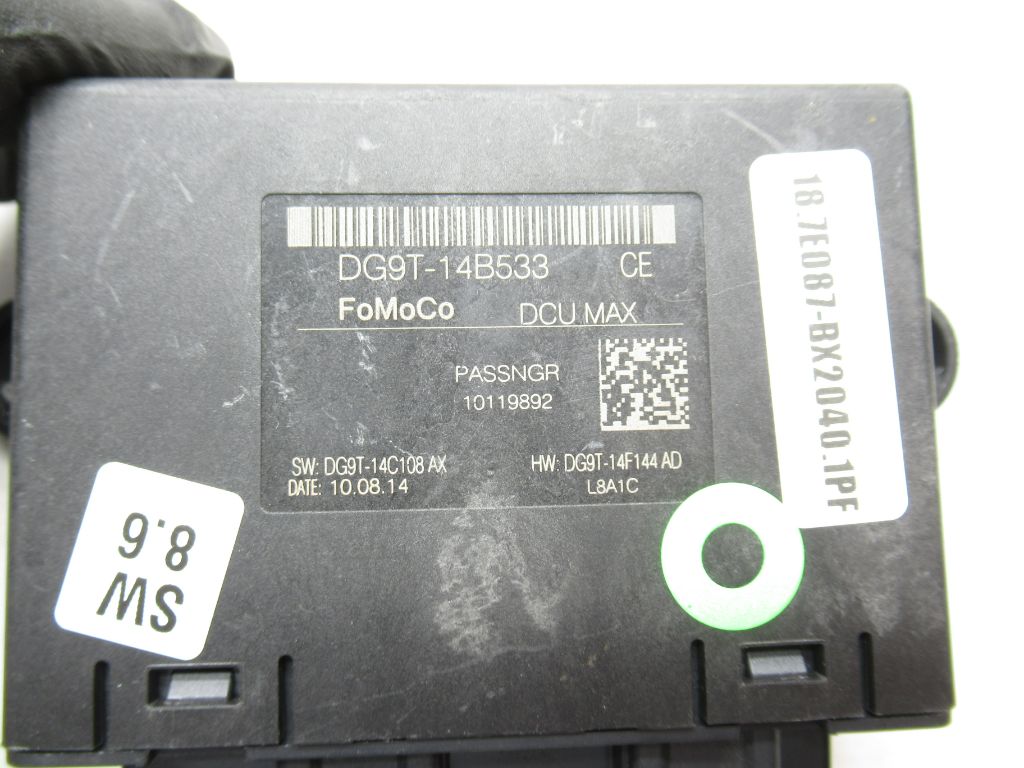 DG9T-14B533 CE
FoMoCo DCU MAX
PASSNGR
10119892
SW: DG9T-14C108 AX HW: DG9T-14F144 AD
DATE: 10.08.14 L8A1C
18.7E087-BX2040.1PF
SW
8.6